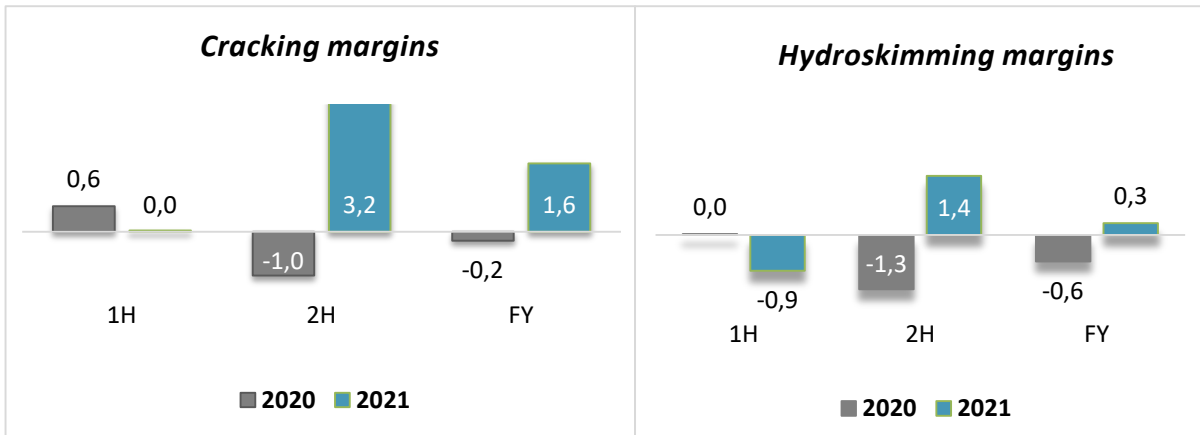 Cracking margins
0,6
0,0
-1,0
3,2
-0,2
1,6
1H
2H
FY
2020 2021
Hydroskimming margins
0,0
-0,9
-1,3
1,4
-0,6
0,3
1H
2H
FY
2020 2021